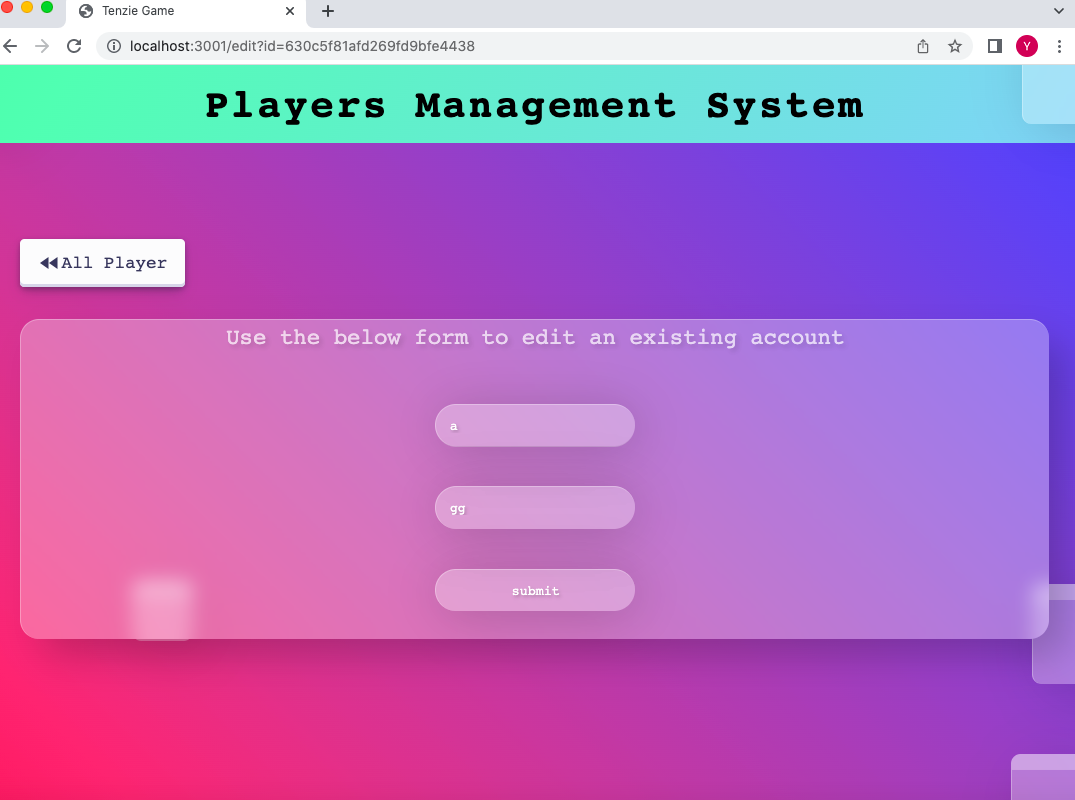 Tenzie Game
localhost:3001/edit?id=630c5f81afd269fd9bfe4438
Y
Players Management System
All Player
Use the below form to edit an existing account
a
gg
submit